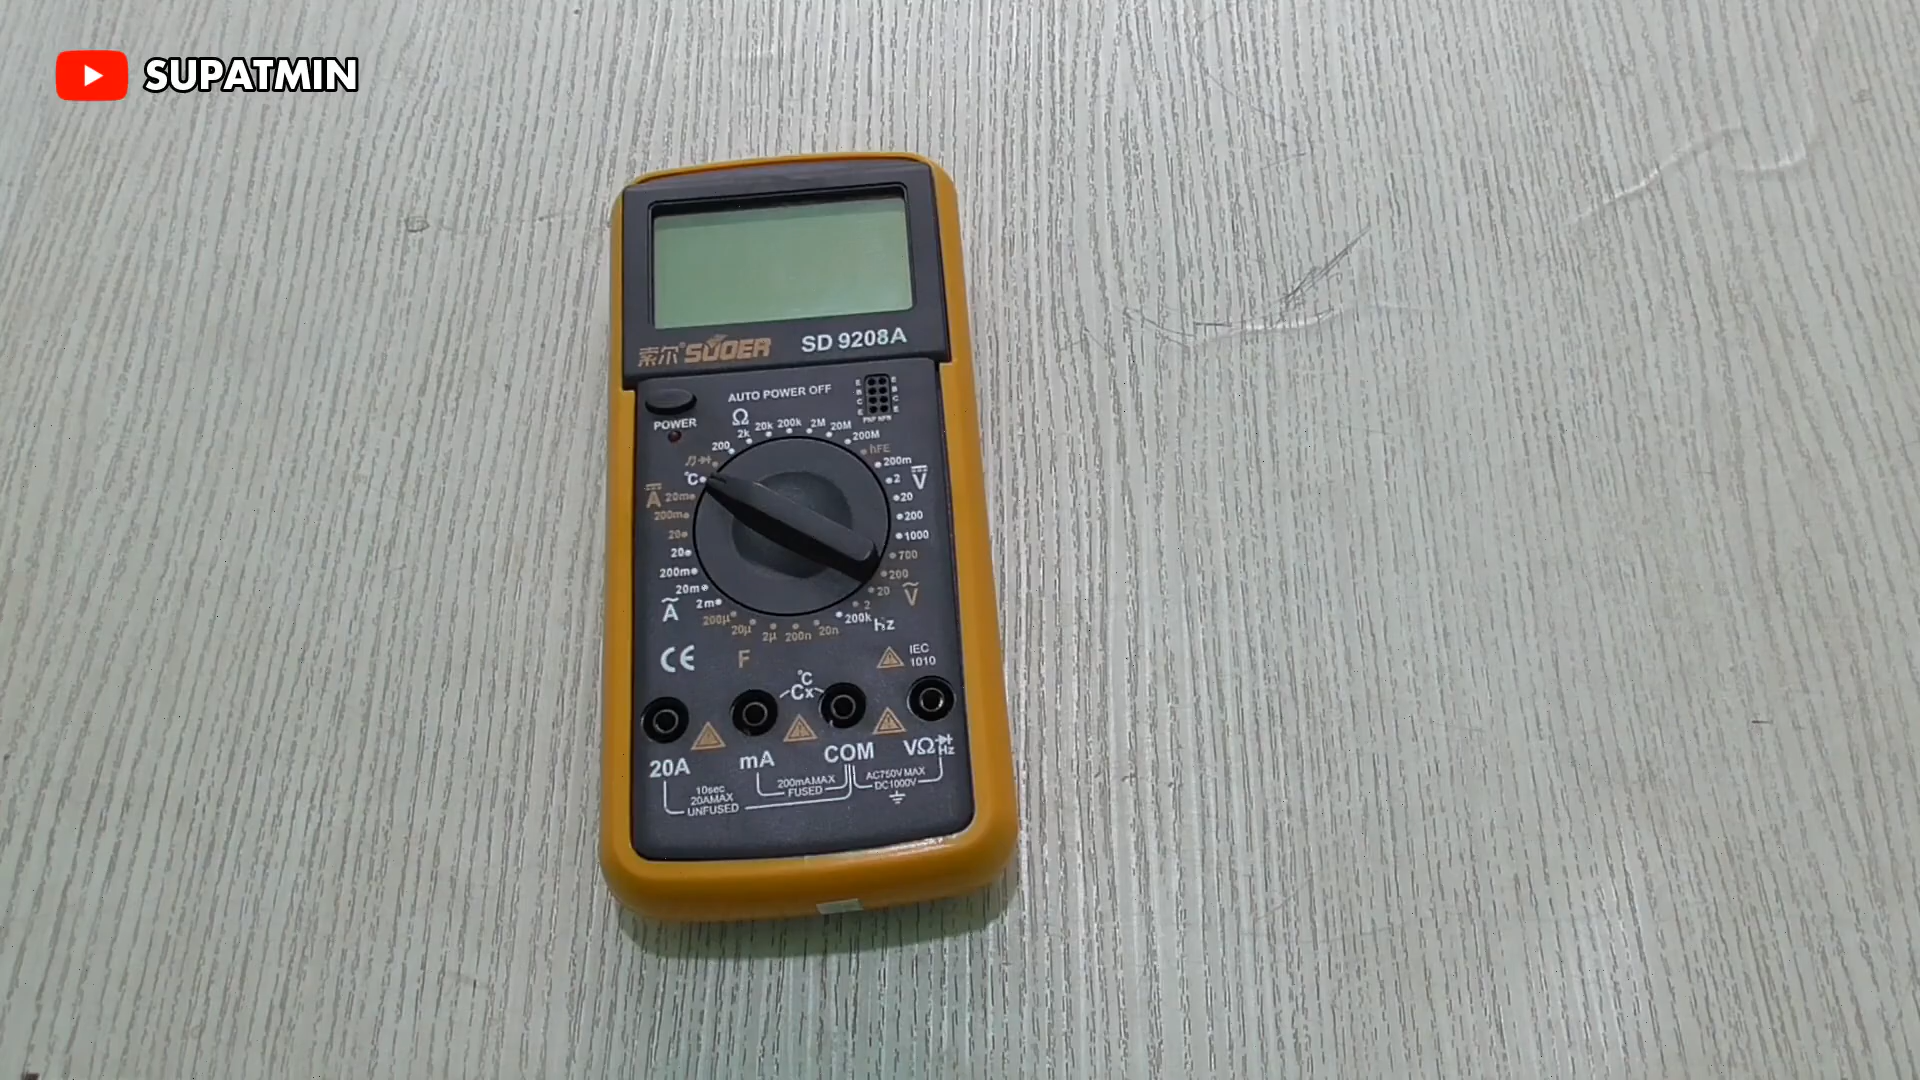 SUPATMIN
索尔® SUOER
SD 9208A
AUTO POWER OFF
POWER
E
B
C
E
E
B
C
E
PNP NPN
Ω
200
2k
20k
200k
2M
20M
200M
hFE
200m
2
20
200
1000
V
700
200
20
2
V
200k
hz
20n
200n
2µ
20µ
200µ
F
2m
20m
200m
20
A
20
200m
20m
A
℃
CE
IEC
1010
℃
Cx
20A
mA
COM
VΩ
Hz
10sec
20AMAX
UNFUSED
200mAMAX
FUSED
AC750V MAX
DC1000V